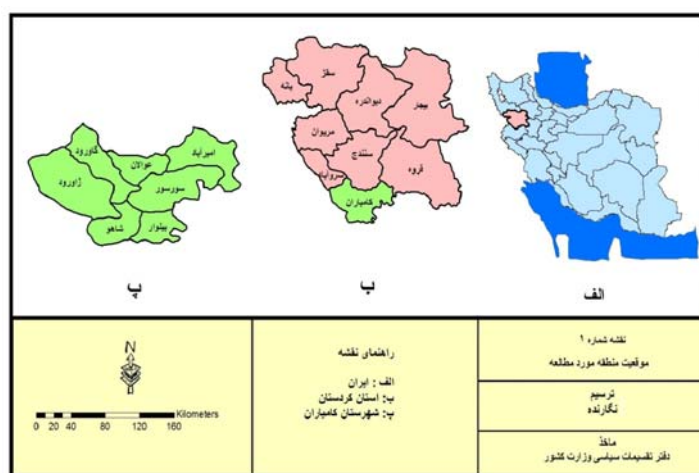 سقز
بانه
دیواندره
بیجار
مریوان
سنندج
قروه
سروآباد
کامیاران
امیرآباد
گاورود
عوالان
ژاورود
سورسور
شاهو
بیلوار
الف
ب
پ
نقشه شماره ۱
موقعیت منطقه مورد مطالعه
ترسیم
نگارنده
ماخذ
دفتر تقسیمات سیاسی وزارت کشور
راهنمای نقشه
الف : ایران
ب: استان کردستان
پ: شهرستان کامیاران
N
Kilometers
0 20 40 80 120 160